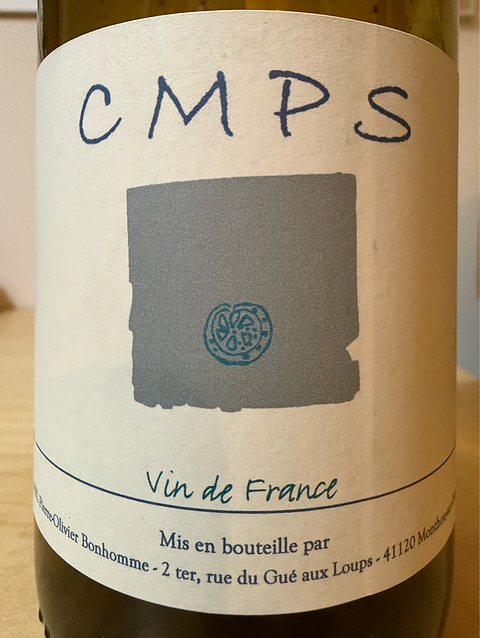 CMPS
Vin de France
Mis en bouteille par
Pierre-Olivier Bonhomme - 2 ter, rue du Gué aux Loups - 41120